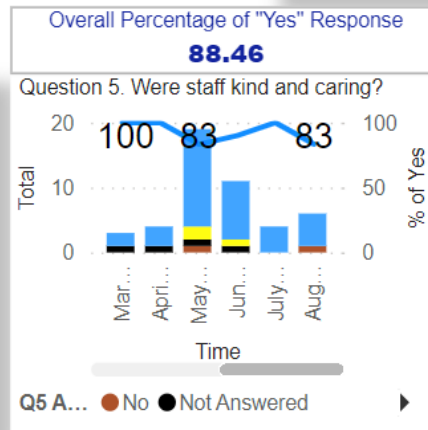 Overall Percentage of "Yes" Response
88.46
Question 5. Were staff kind and caring?
20 100 83 83 100
10 50
0 0
Total
% of Yes
Mar... Apri... May... Jun... July... Aug...
Time
Q5 A... No Not Answered